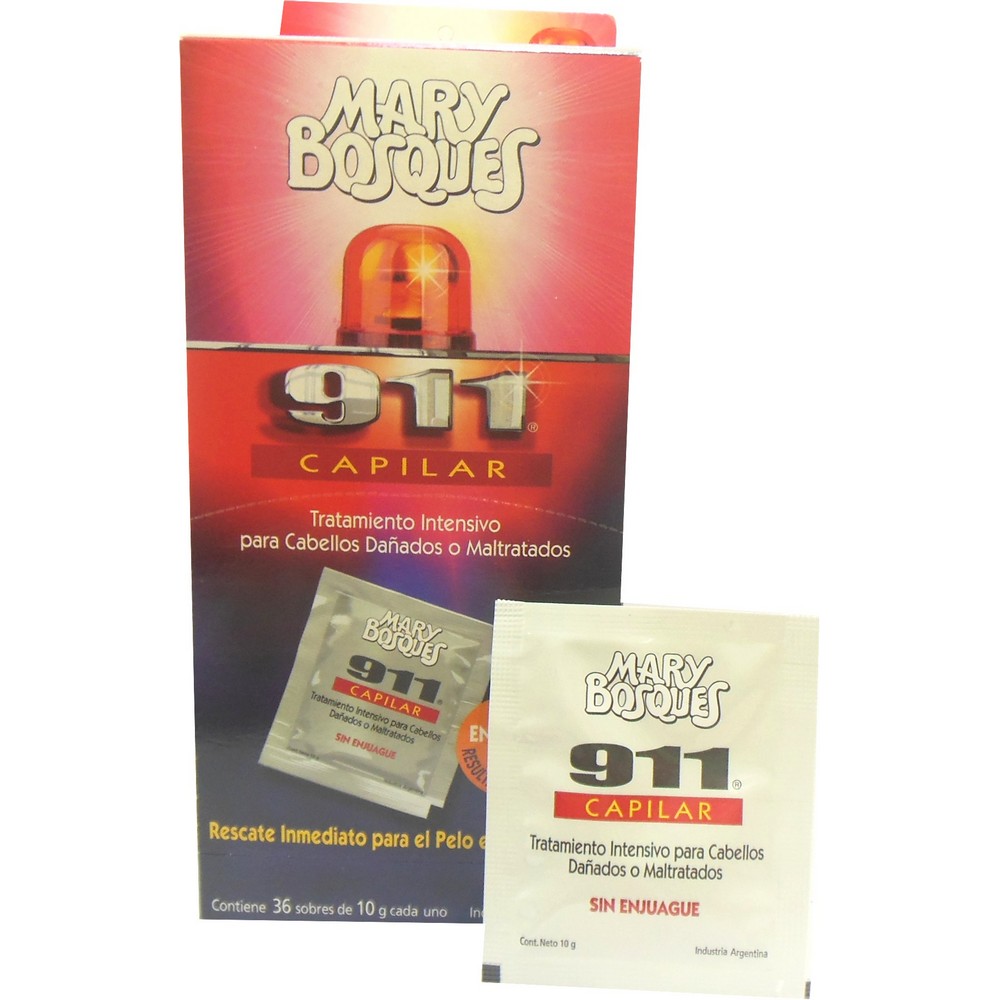 MARY
BOSQUES
911®
CAPILAR
Tratamiento Intensivo
para Cabellos Dañados o Maltratados
MARY
BOSQUES
911®
CAPILAR
Tratamiento Intensivo para Cabellos
Dañados o Maltratados
SIN ENJUAGUE
Rescate Inmediato para el Pelo
Contiene 36 sobres de 10 g cada uno
MARY
BOSQUES
911®
CAPILAR
Tratamiento Intensivo para Cabellos
Dañados o Maltratados
SIN ENJUAGUE
Cont. Neto 10 g
Industria Argentina